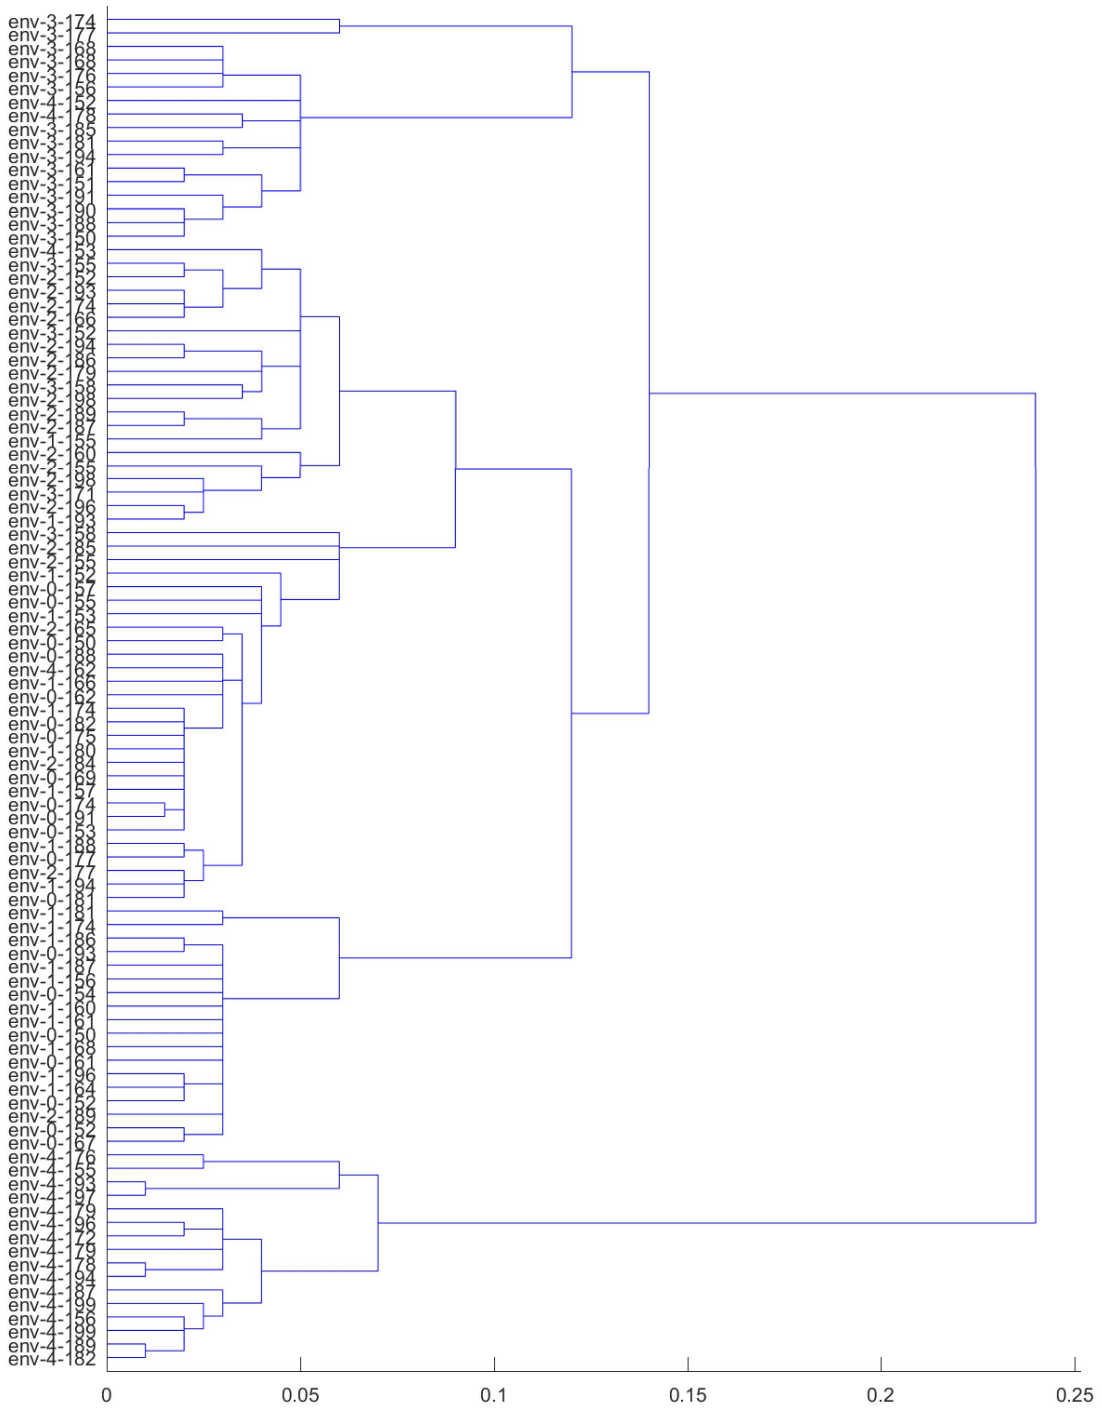 env-3-174
env-3-177
env-3-168
env-3-168
env-3-176
env-3-156
env-4-152
env-4-178
env-3-185
env-3-181
env-3-194
env-3-161
env-3-151
env-3-191
env-3-190
env-3-188
env-3-150
env-4-153
env-3-155
env-2-152
env-2-193
env-2-174
env-2-166
env-3-152
env-2-194
env-2-186
env-2-179
env-3-158
env-2-198
env-2-189
env-2-187
env-1-155
env-2-160
env-2-155
env-2-198
env-3-171
env-2-196
env-1-193
env-3-158
env-2-185
env-2-155
env-1-152
env-0-157
env-0-155
env-1-153
env-2-165
env-0-150
env-0-188
env-4-162
env-1-166
env-0-162
env-1-174
env-0-182
env-0-175
env-1-180
env-2-184
env-0-169
env-1-157
env-0-174
env-0-191
env-0-153
env-1-188
env-0-177
env-2-177
env-1-194
env-0-181
env-1-181
env-1-174
env-1-186
env-0-193
env-1-187
env-1-156
env-0-154
env-1-160
env-1-161
env-0-150
env-1-168
env-0-161
env-1-196
env-1-164
env-0-152
env-2-189
env-0-152
env-0-167
env-4-176
env-4-155
env-4-193
env-4-197
env-4-179
env-4-196
env-4-172
env-4-179
env-4-178
env-4-194
env-4-187
env-4-199
env-4-156
env-4-199
env-4-189
env-4-182
0 0.05 0.1 0.15 0.2 0.25